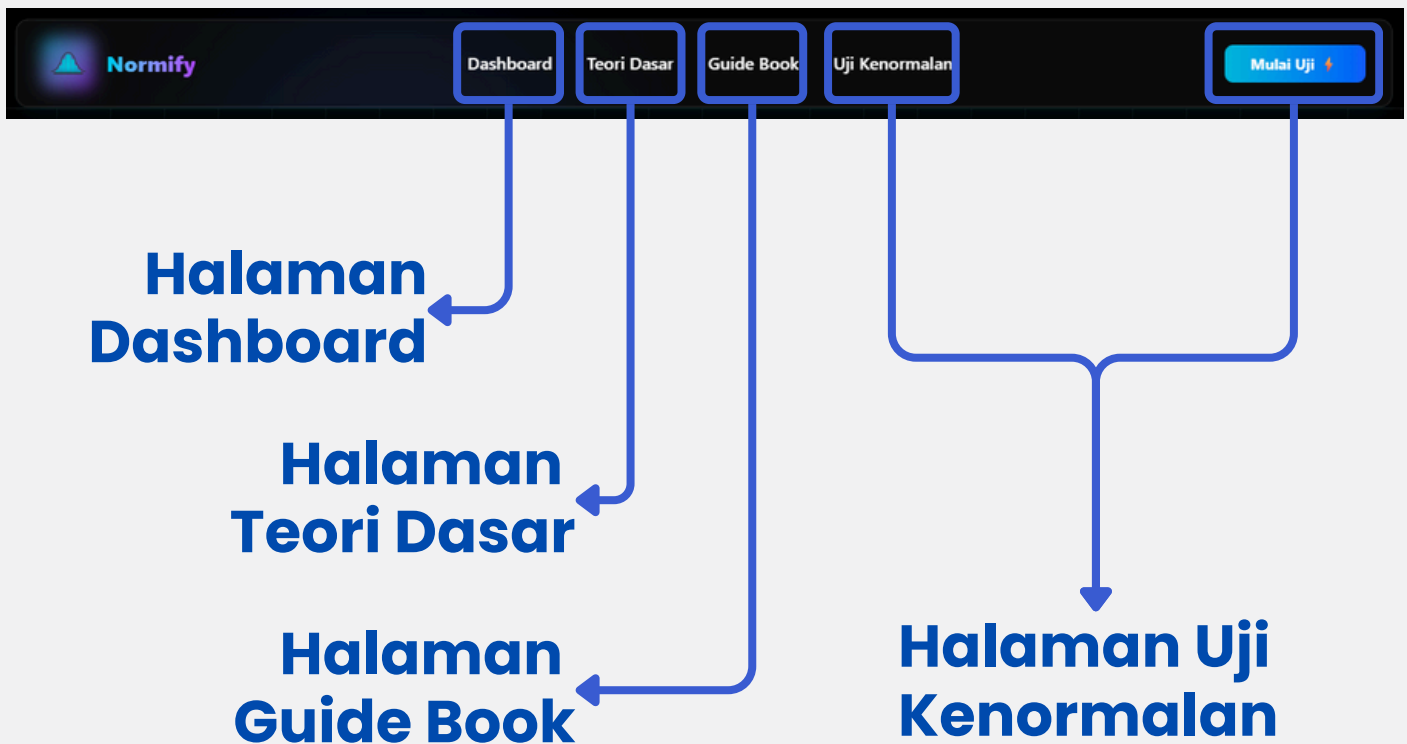 Normify
Dashboard
Teori Dasar
Guide Book
Uji Kenormalan
Mulai Uji
Halaman
Dashboard
Halaman
Teori Dasar
Halaman
Guide Book
Halaman Uji
Kenormalan